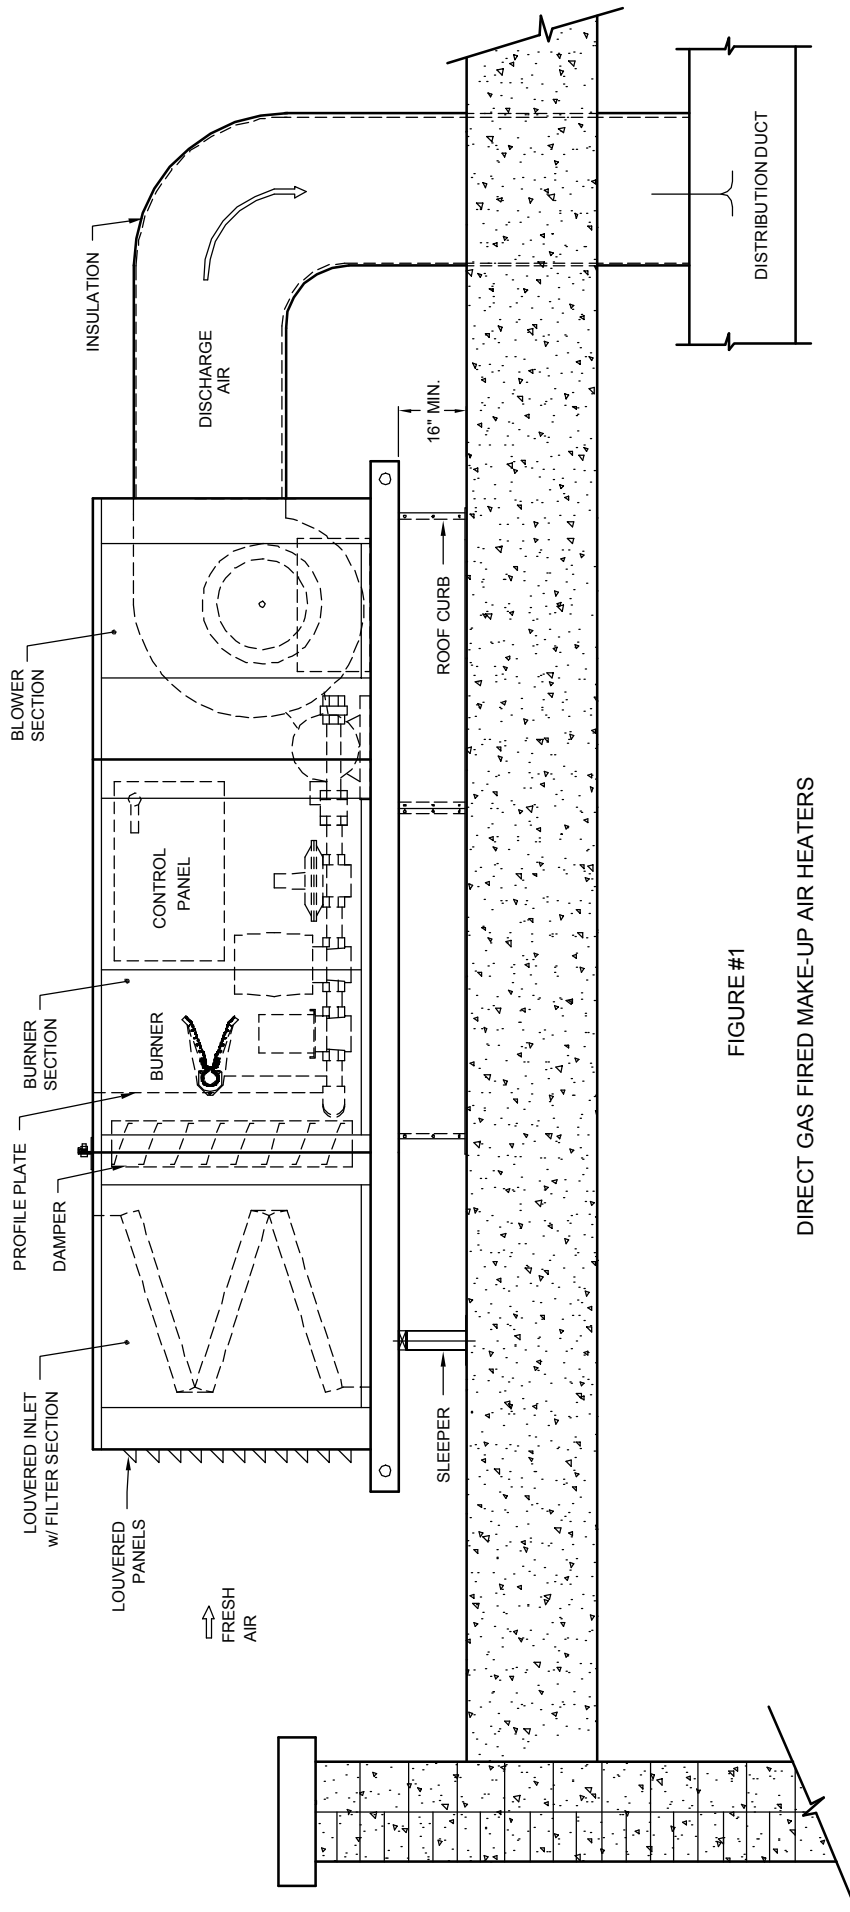 LOUVERED INLET
w/ FILTER SECTION
PROFILE PLATE
BURNER
SECTION
BLOWER
SECTION
DAMPER
INSULATION
LOUVERED
PANELS
FRESH
AIR
BURNER
CONTROL
PANEL
DISCHARGE
AIR
SLEEPER
ROOF CURB
16" MIN.
DISTRIBUTION DUCT
FIGURE #1
DIRECT GAS FIRED MAKE-UP AIR HEATERS